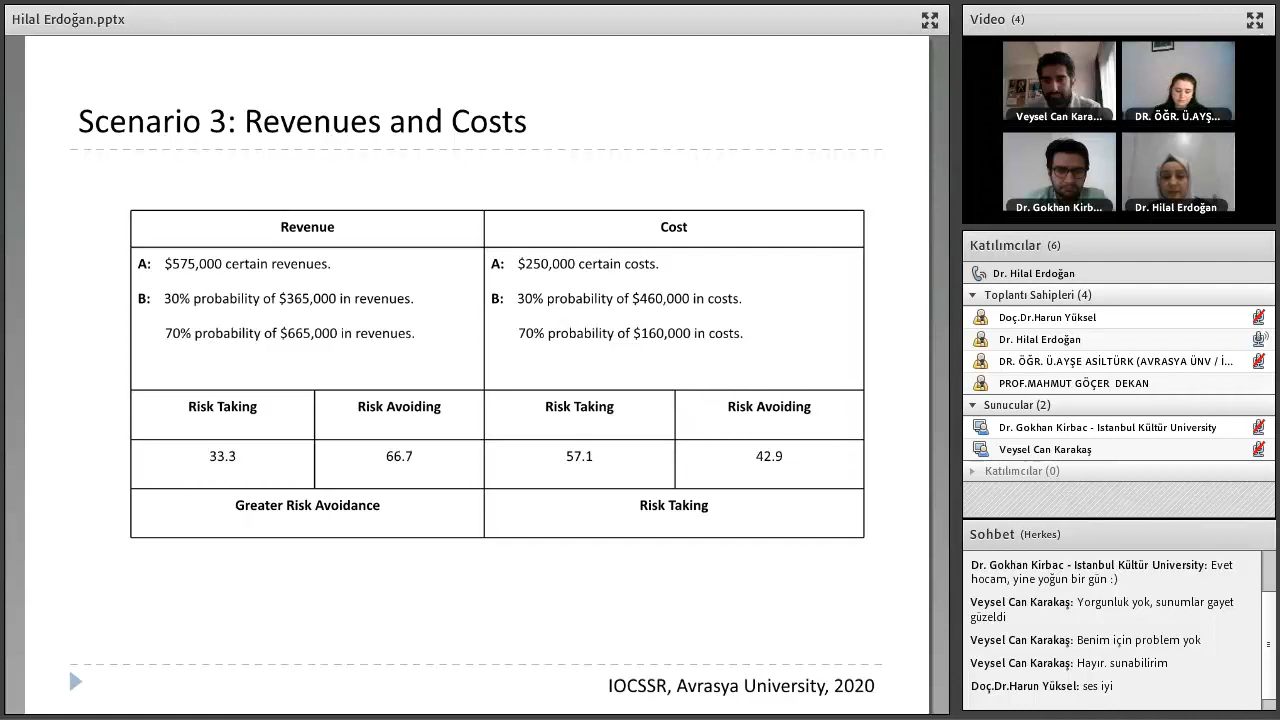 Hilal Erdoğan.pptx
Scenario 3: Revenues and Costs
Revenue
Cost
A: $575,000 certain revenues.
B: 30% probability of $365,000 in revenues.
70% probability of $665,000 in revenues.
A: $250,000 certain costs.
B: 30% probability of $460,000 in costs.
70% probability of $160,000 in costs.
Risk Taking
Risk Avoiding
Risk Taking
Risk Avoiding
33.3
66.7
57.1
42.9
Greater Risk Avoidance
Risk Taking
IOCSSR, Avrasya University, 2020
Video (4)
Veysel Can Kara...
DR. ÖĞR. Ü.AYŞ...
Dr. Gokhan Kirb...
Dr. Hilal Erdoğan
Katılımcılar (6)
Dr. Hilal Erdoğan
Toplantı Sahipleri (4)
Doç.Dr.Harun Yüksel
Dr. Hilal Erdoğan
DR. ÖĞR. Ü.AYŞE ASİLTÜRK (AVRASYA ÜNV / İ...
PROF.MAHMUT GÖÇER DEKAN
Sunucular (2)
Dr. Gokhan Kirbac - Istanbul Kültür University
Veysel Can Karakaş
Katılımcılar (0)
Sohbet (Herkes)
Dr. Gokhan Kirbac - Istanbul Kültür University: Evet
hocam, yine yoğun bir gün :)
Veysel Can Karakaş: Yorgunluk yok, sunumlar gayet
güzeldi
Veysel Can Karakaş: Benim için problem yok
Veysel Can Karakaş: Hayır. sunabilirim
Doç.Dr.Harun Yüksel: ses iyi